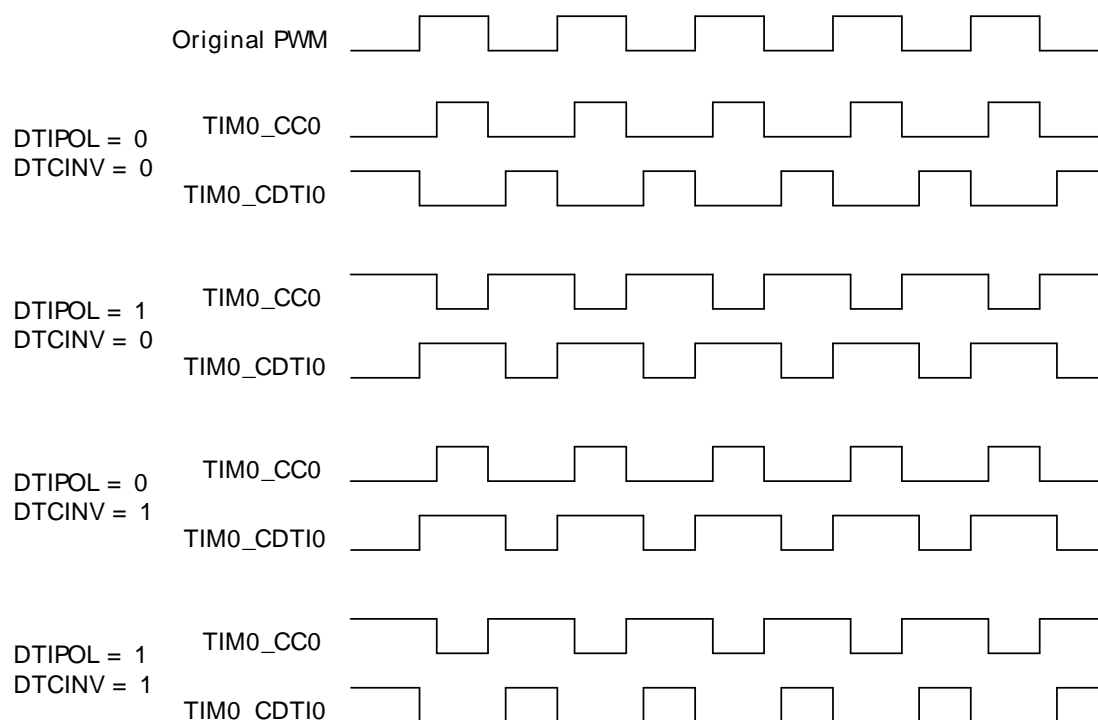 Original PWM
DTIPOL = 0
DTCINV = 0
TIM0_CC0
TIM0_CDTI0
DTIPOL = 1
DTCINV = 0
TIM0_CC0
TIM0_CDTI0
DTIPOL = 0
DTCINV = 1
TIM0_CC0
TIM0_CDTI0
DTIPOL = 1
DTCINV = 1
TIM0_CC0
TIM0_CDTI0